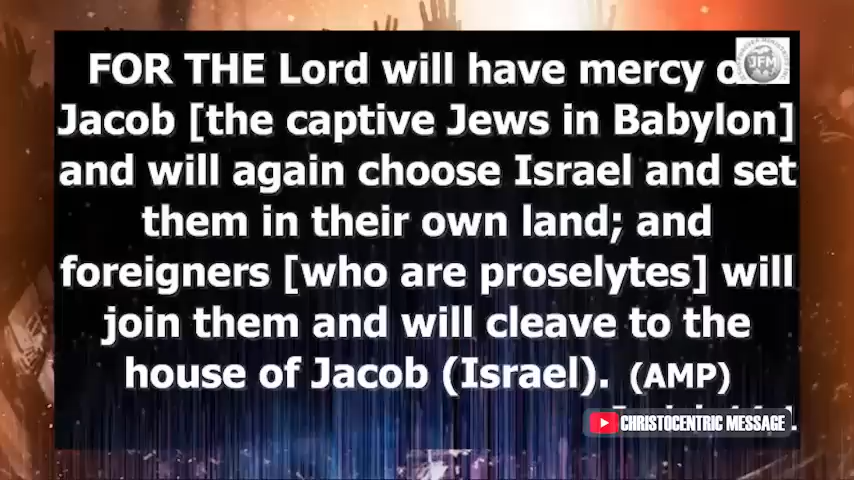 FOR THE Lord will have mercy
JFM
Jacob [the captive Jews in Babylon]
and will again choose Israel and set
them in their own land; and
foreigners [who are proselytes] will
join them and will cleave to the
house of Jacob (Israel). (AMP)
CHRISTOCENTRIC MESSAGE